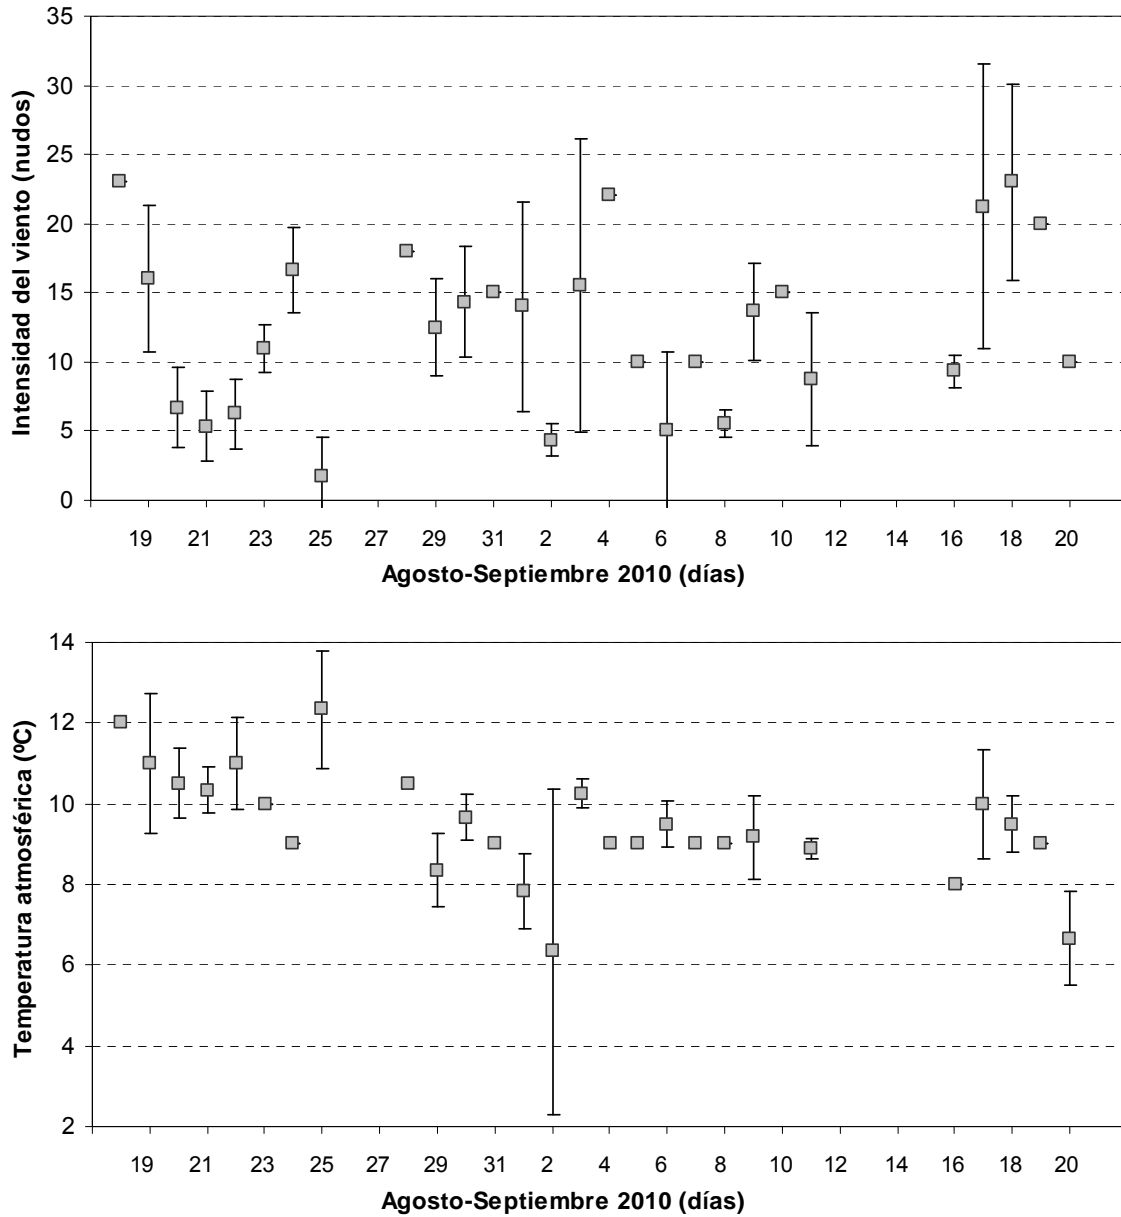 35
30
25
20
15
10
5
0
Intensidad del viento (nudos)
19 21 23 25 27 29 31 2 4 6 8 10 12 14 16 18 20
Agosto-Septiembre 2010 (días)
14
12
10
8
6
4
2
Temperatura atmosférica (ºC)
19 21 23 25 27 29 31 2 4 6 8 10 12 14 16 18 20
Agosto-Septiembre 2010 (días)